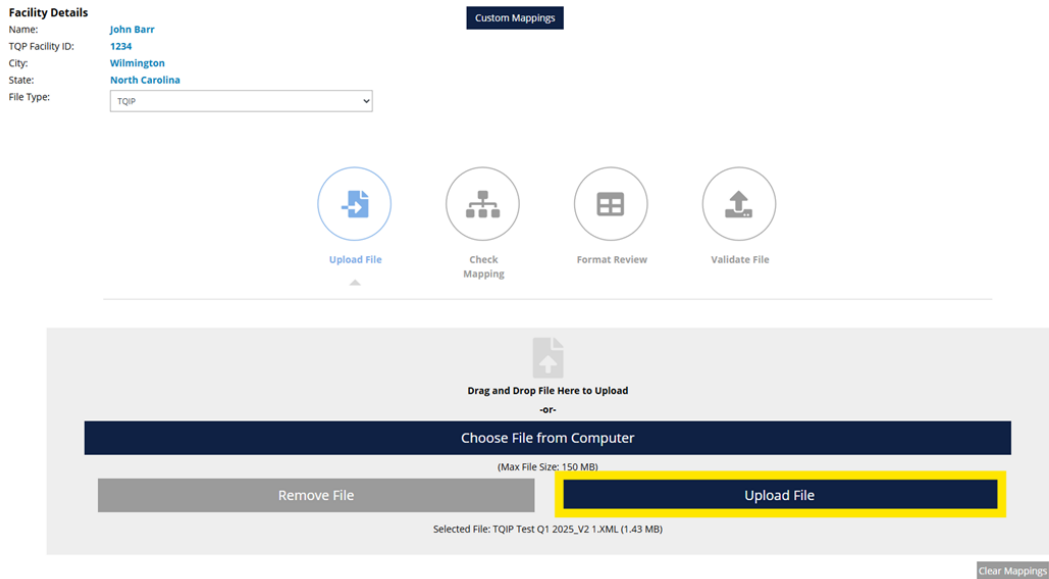 Facility Details
Custom Mappings
Name: John Barr
TQP Facility ID: 1234
City: Wilmington
State: North Carolina
File Type: TQIP
Upload File
Check Mapping
Format Review
Validate File
Drag and Drop File Here to Upload
-or-
Choose File from Computer
(Max File Size: 150 MB)
Remove File
Upload File
Selected File: TQIP Test Q1 2025_V2 1.XML (1.43 MB)
Clear Mappings